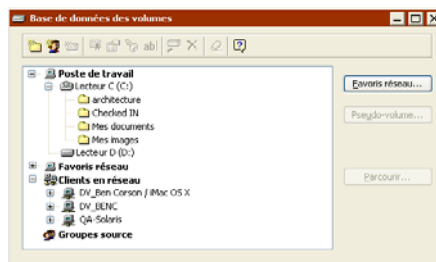 Base de données des volumes
ab|
Poste de travail
Lecteur C (C:)
architecture
Checked IN
Mes documents
Mes images
Lecteur D (D:)
Favoris réseau
Clients en réseau
DV_Ben Corson / iMac OS X
DV_BENC
QA-Solaris
Groupes source
Favoris réseau...
Pseudo-volume...
Parcourir...